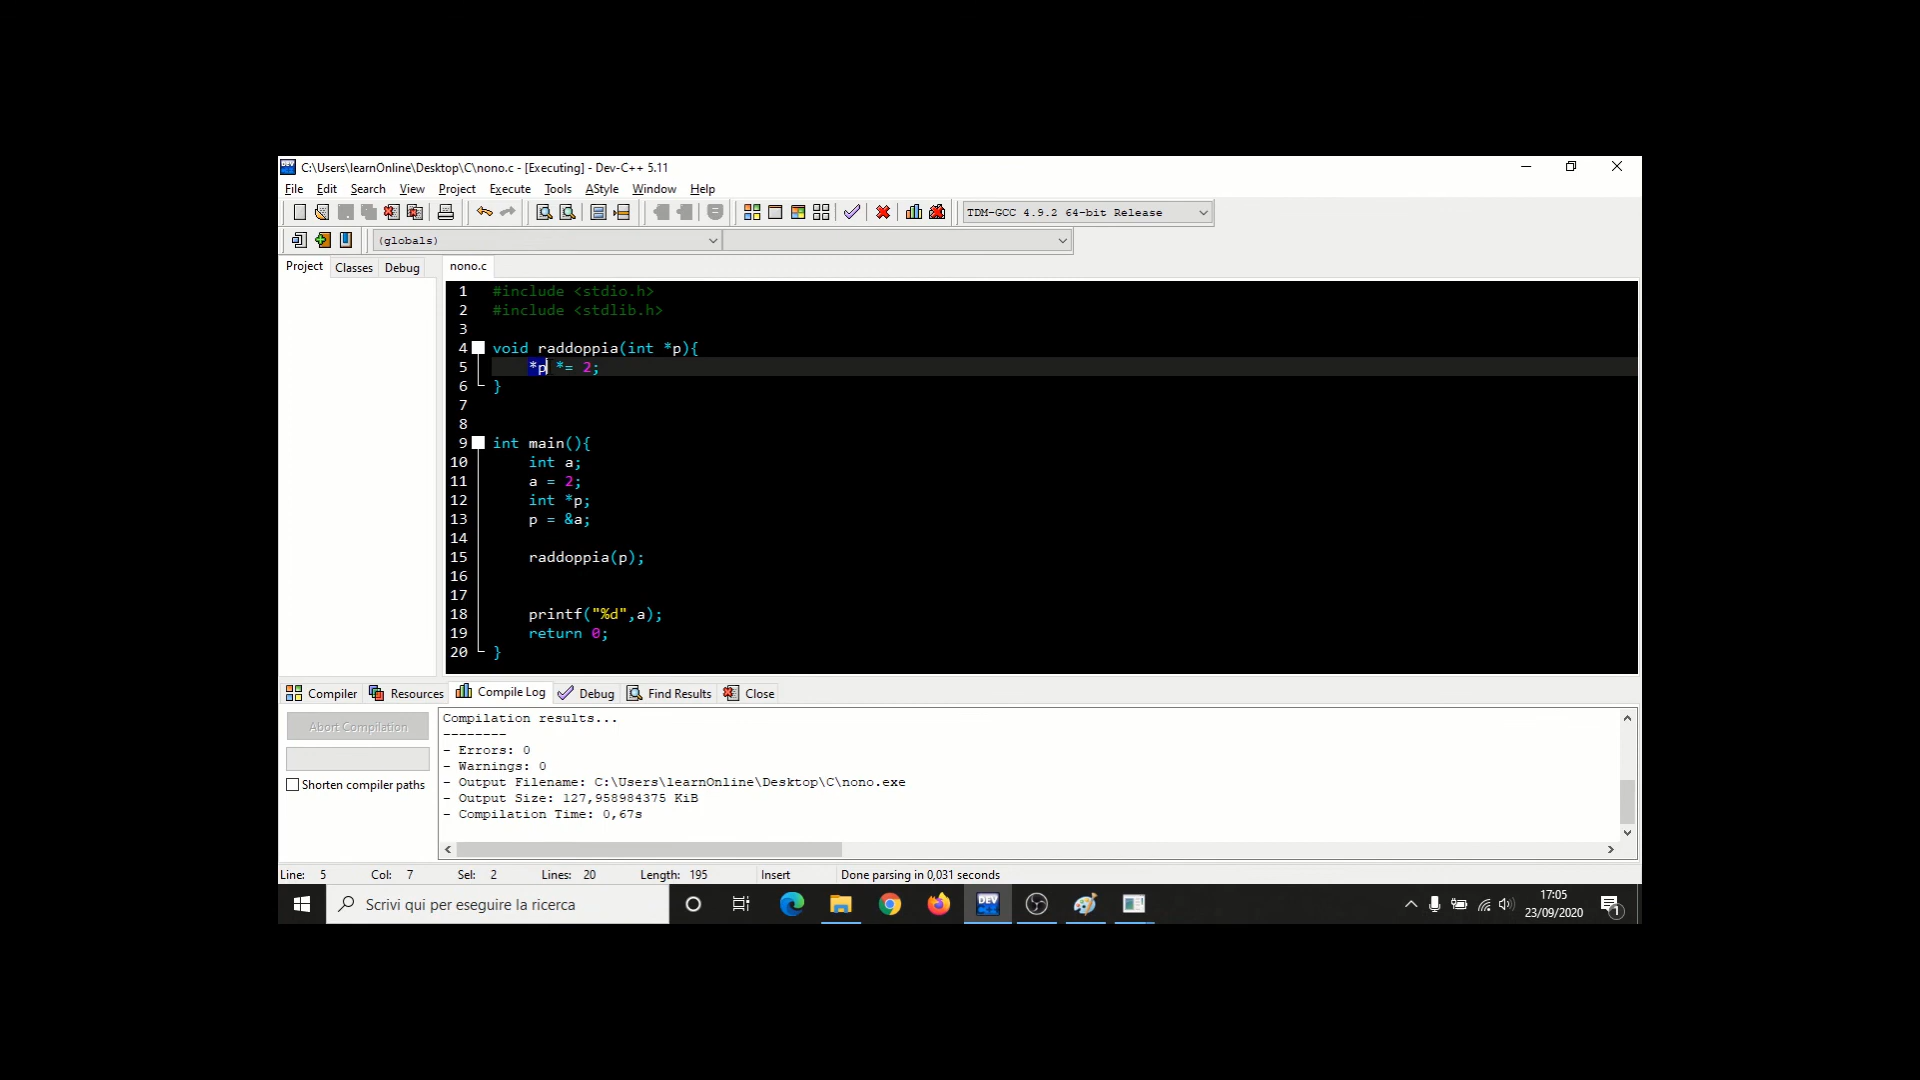 C:\Users\learnOnline\Desktop\C\nono.c - [Executing] - Dev-C++ 5.11
File Edit Search View Project Execute Tools AStyle Window Help
TDM-GCC 4.9.2 64-bit Release
(globals)
Project Classes Debug nono.c
1 #include <stdio.h>
2 #include <stdlib.h>
3
4 void raddoppia(int *p){
5 *p *= 2;
6 }
7
8
9 int main(){
10 int a;
11 a = 2;
12 int *p;
13 p = &a;
14
15 raddoppia(p);
16
17
18 printf("%d",a);
19 return 0;
20 }
Compiler Resources Compile Log Debug Find Results Close
Abort Compilation
Shorten compiler paths
Compilation results...
--------
- Errors: 0
- Warnings: 0
- Output Filename: C:\Users\learnOnline\Desktop\C\nono.exe
- Output Size: 127,958984375 KiB
- Compilation Time: 0,67s
Line: 5 Col: 7 Sel: 2 Lines: 20 Length: 195 Insert Done parsing in 0,031 seconds
Scrivi qui per eseguire la ricerca
DEV
17:05
23/09/2020
1